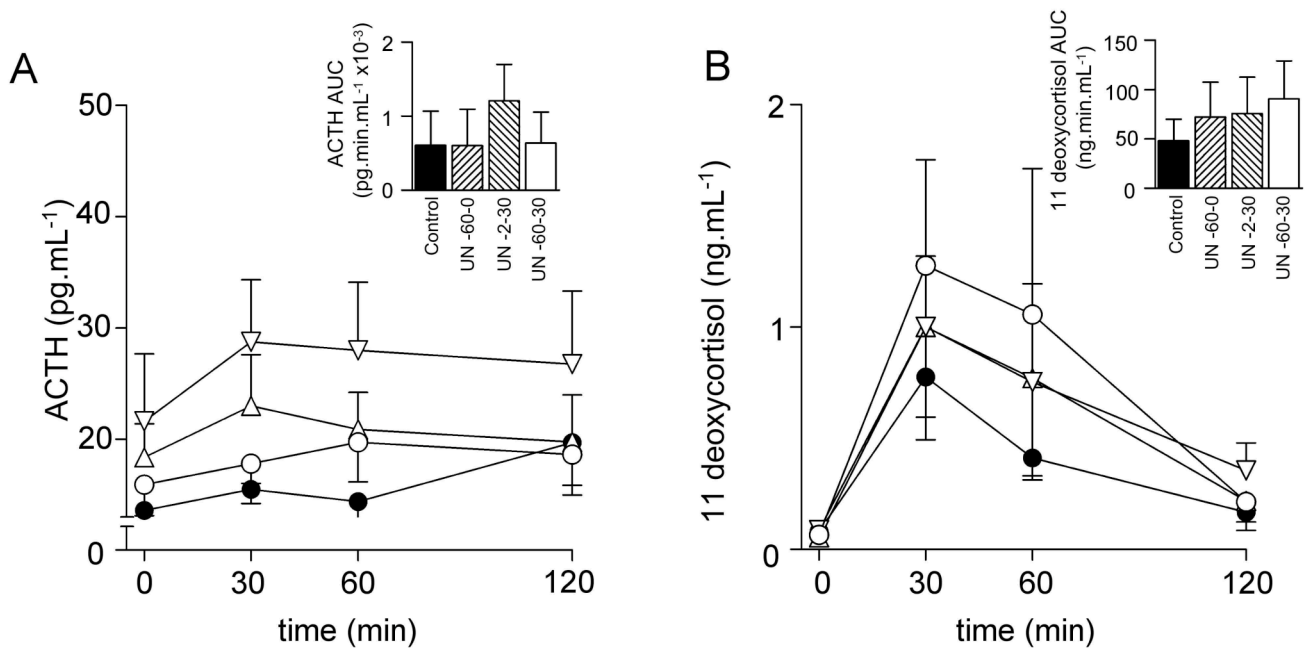 A
ACTH AUC
(pg.min.mL⁻¹ x10⁻³)
2
1
0
Control
UN -60-0
UN -2-30
UN -60-30
ACTH (pg.mL⁻¹)
50
40
30
20
0
0 30 60 120
time (min)
B
11 deoxycortisol AUC
(ng.min.mL⁻¹)
150
100
50
0
Control
UN -60-0
UN -2-30
UN -60-30
11 deoxycortisol (ng.mL⁻¹)
2
1
0
0 30 60 120
time (min)